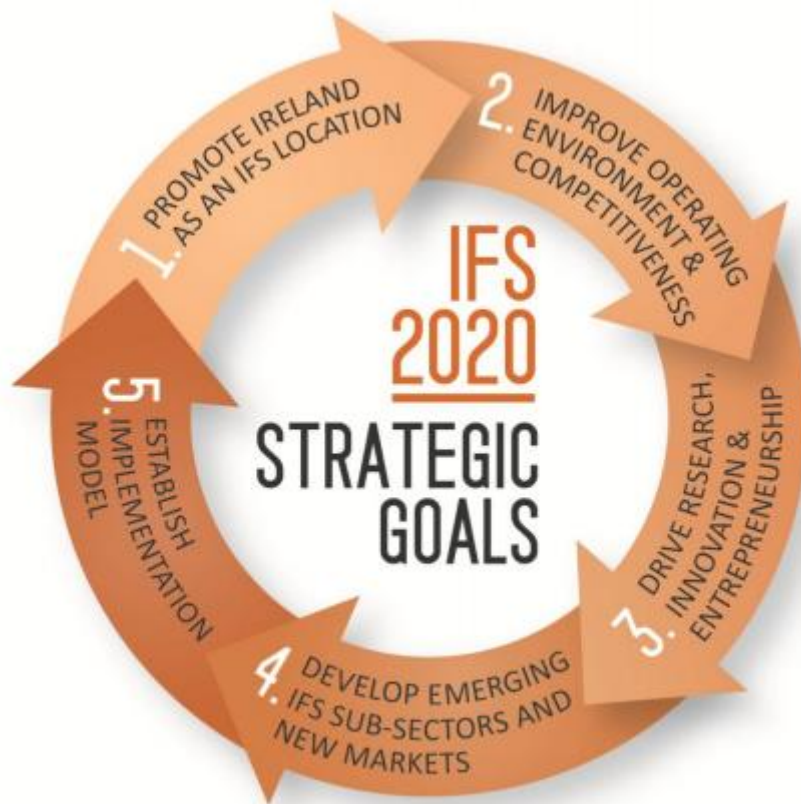 IFS
2020
STRATEGIC
GOALS
1. PROMOTE IRELAND
AS AN IFS LOCATION
2. IMPROVE OPERATING
ENVIRONMENT &
COMPETITIVENESS
3. DRIVE RESEARCH,
INNOVATION &
ENTREPRENEURSHIP
4. DEVELOP EMERGING
IFS SUB-SECTORS AND
NEW MARKETS
5. ESTABLISH
IMPLEMENTATION
MODEL